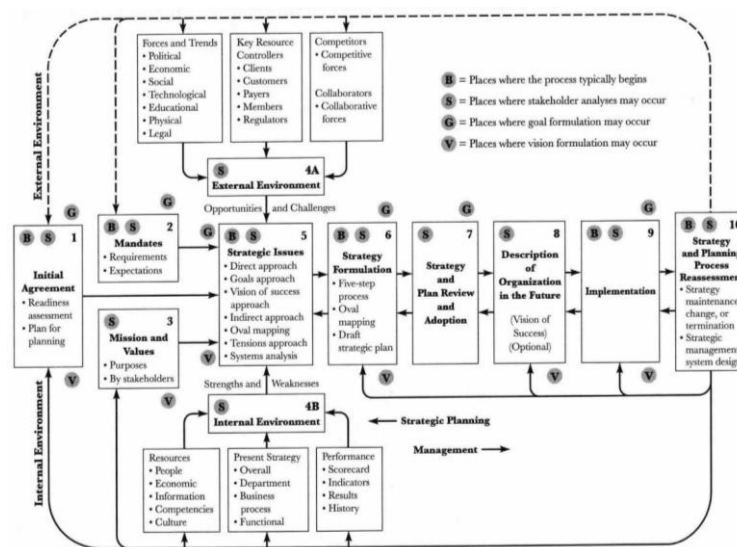 Forces and Trends
• Political
• Economic
• Social
• Technological
• Educational
• Physical
• Legal
Key Resource
Controllers
• Clients
• Customers
• Payers
• Members
• Regulators
Competitors
• Competitive
forces
Collaborators
• Collaborative
forces
B = Places where the process typically begins
S = Places where stakeholder analyses may occur
G = Places where goal formulation may occur
V = Places where vision formulation may occur
External Environment
S 4A
External Environment
Opportunities and Challenges
G
B S 1
Initial
Agreement
• Readiness
assessment
• Plan for
planning
V
G
B S 2
Mandates
• Requirements
• Expectations
S 3
Mission and
Values
• Purposes
• By stakeholders
V
G
B S 5
Strategic Issues
• Direct approach
• Goals approach
• Vision of success
approach
• Indirect approach
• Oval mapping
• Tensions approach
• Systems analysis
V
G
B S 6
Strategy
Formulation
• Five-step
process
• Oval
mapping
• Draft
strategic plan
V
G
S 7
Strategy
and
Plan Review
and
Adoption
S 8
Description
of
Organization
in the Future
(Vision of
Success)
(Optional)
V
G
B S 9
Implementation
V
B S 10
Strategy
and Planning
Process
Reassessment
• Strategy
maintenance,
change, or
termination
• Strategic
management
system design
Strengths and Weaknesses
S 4B
Internal Environment
Strategic Planning
Management
Internal Environment
Resources
• People
• Economic
• Information
• Competencies
• Culture
Present Strategy
• Overall
• Department
• Business
process
• Functional
Performance
• Scorecard
• Indicators
• Results
• History